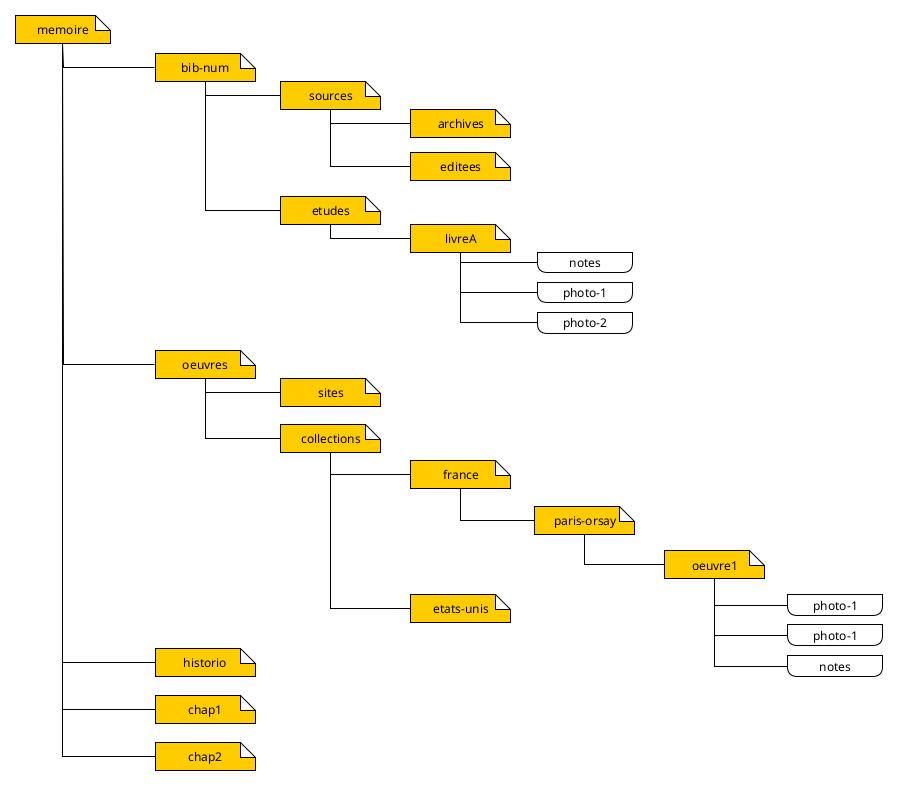 memoire
bib-num
sources
archives
editees
etudes
livreA
notes
photo-1
photo-2
oeuvres
sites
collections
france
paris-orsay
oeuvre1
etats-unis
photo-1
photo-1
historio
notes
chap1
chap2